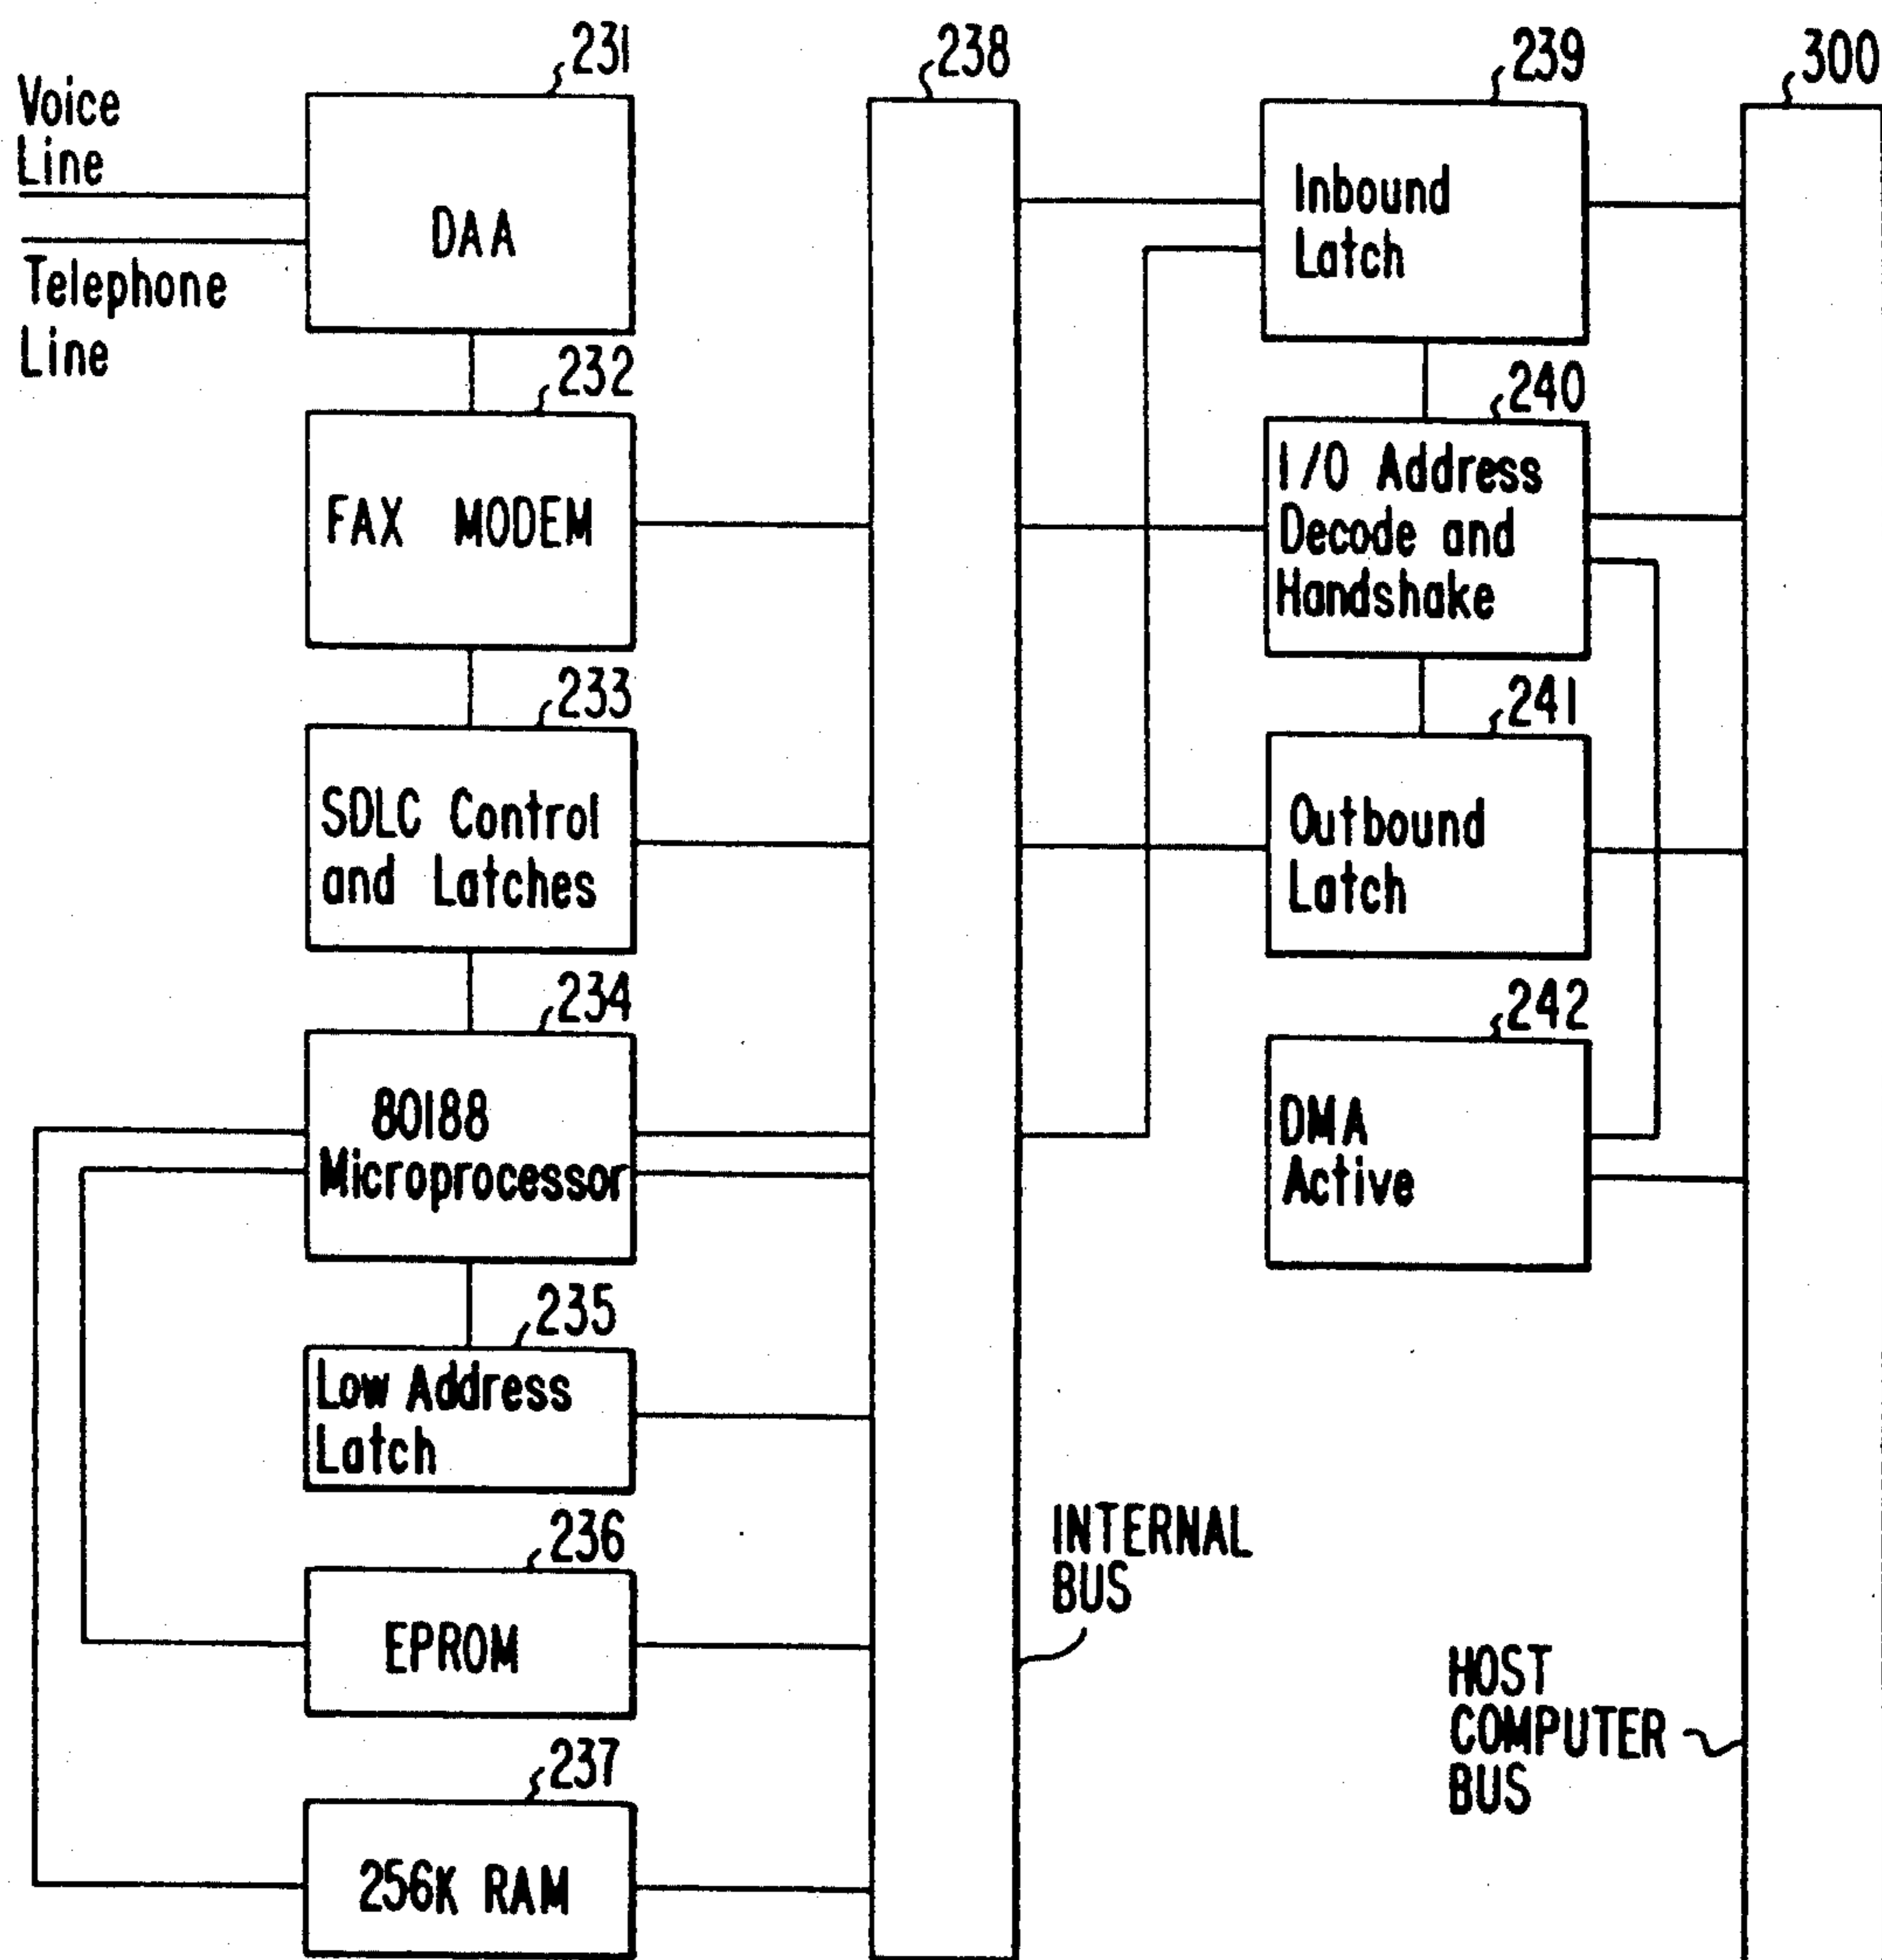 231
238
239
300
Voice
Line
DAA
Telephone
Line
Inbound
Latch
232
240
FAX MODEM
I/O Address
Decode and
Handshake
233
241
SDLC Control
and Latches
Outbound
Latch
234
242
80188
Microprocessor
DMA
Active
235
Low Address
Latch
236
EPROM
INTERNAL
BUS
237
256K RAM
HOST
COMPUTER
BUS